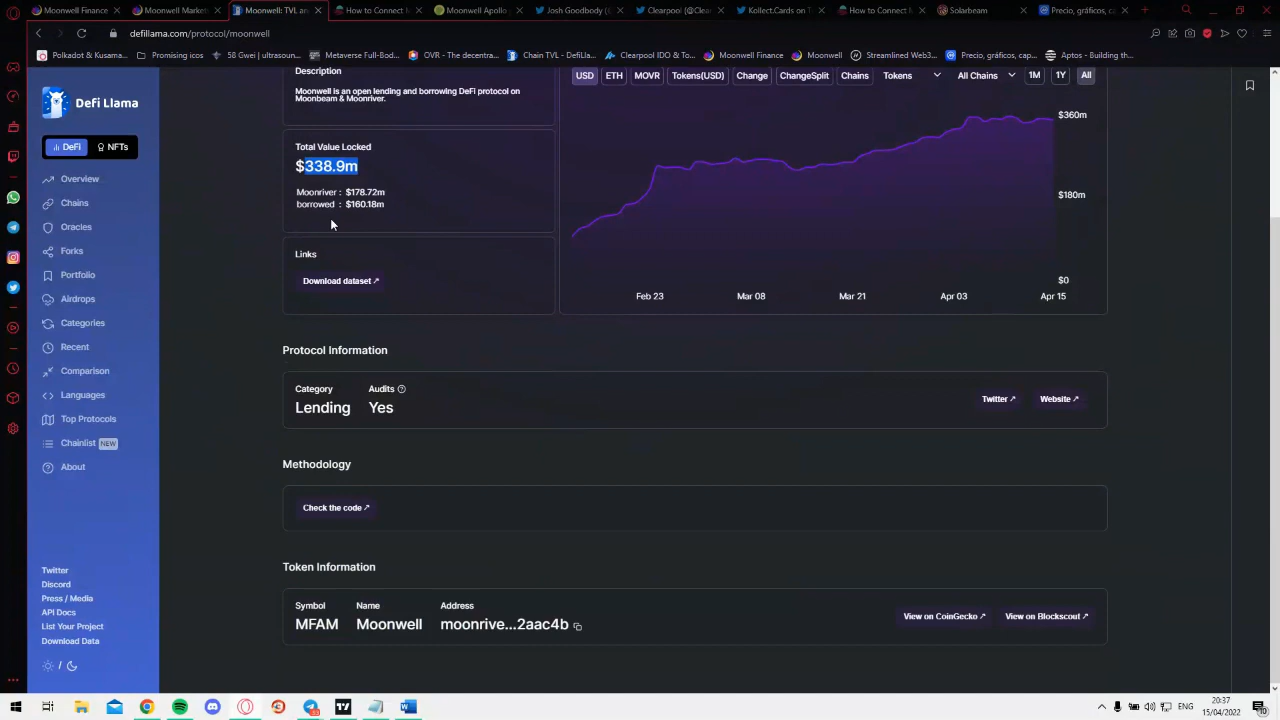 Moonwell Finance
Moonwell Market
Moonwell: TVL an
How to Connect M
Moonwell Apollo
Josh Goodbody (@
Clearpool (@Clear
Kollect.Cards on T
How to Connect M
Solarbeam
Precio, gráficos, c
defillama.com/protocol/moonwell
Polkadot & Kusama...
Promising icos
58 Gwei | ultrasoun...
Metaverse Full-Bod...
OVR - The decentra...
Chain TVL - DefiLla...
Clearpool IDO & To...
Moonwell Finance
Moonwell
Streamlined Web3...
Precio, gráficos, cap...
Aptos - Building th...
Defi Llama
DeFi
NFTs
Overview
Chains
Oracles
Forks
Portfolio
Airdrops
Categories
Recent
Comparison
Languages
Top Protocols
Chainlist NEW
About
Twitter
Discord
Press / Media
API Docs
List Your Project
Download Data
/
Description
Moonwell is an open lending and borrowing DeFi protocol on
Moonbeam & Moonriver.
Total Value Locked
$338.9m
Moonriver : $178.72m
borrowed : $160.18m
Links
Download dataset
USD ETH MOVR Tokens(USD) Change ChangeSplit Chains Tokens All Chains 1M 1Y All
$360m
$180m
$0
Feb 23 Mar 08 Mar 21 Apr 03 Apr 15
Protocol Information
Category Audits
Lending Yes
Twitter Website
Methodology
Check the code
Token Information
Symbol Name Address
MFAM Moonwell moonrive...2aac4b
View on CoinGecko View on Blockscout
ENG
20:37
15/04/2022